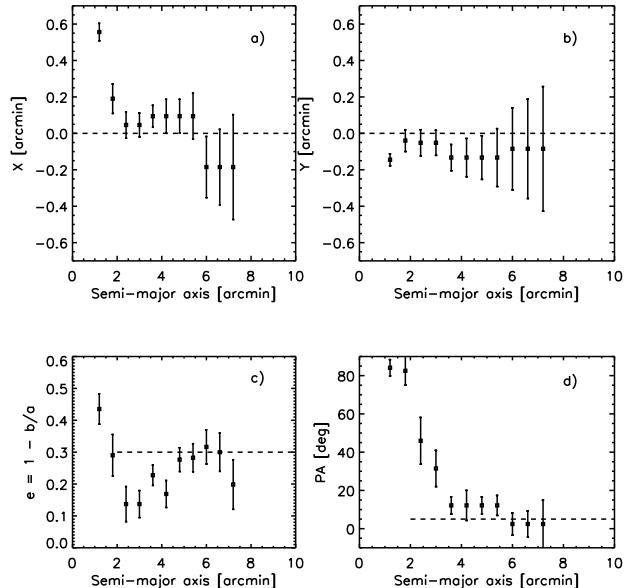 0.6
0.4
0.2
0.0
−0.2
−0.4
−0.6
X [arcmin]
a)
0 2 4 6 8 10
Semi−major axis [arcmin]
0.6
0.4
0.2
0.0
−0.2
−0.4
−0.6
Y [arcmin]
b)
0 2 4 6 8 10
Semi−major axis [arcmin]
0.6
0.5
0.4
0.3
0.2
0.1
0.0
e = 1 − b/a
c)
0 2 4 6 8 10
Semi−major axis [arcmin]
80
60
40
20
0
PA [deg]
d)
0 2 4 6 8 10
Semi−major axis [arcmin]